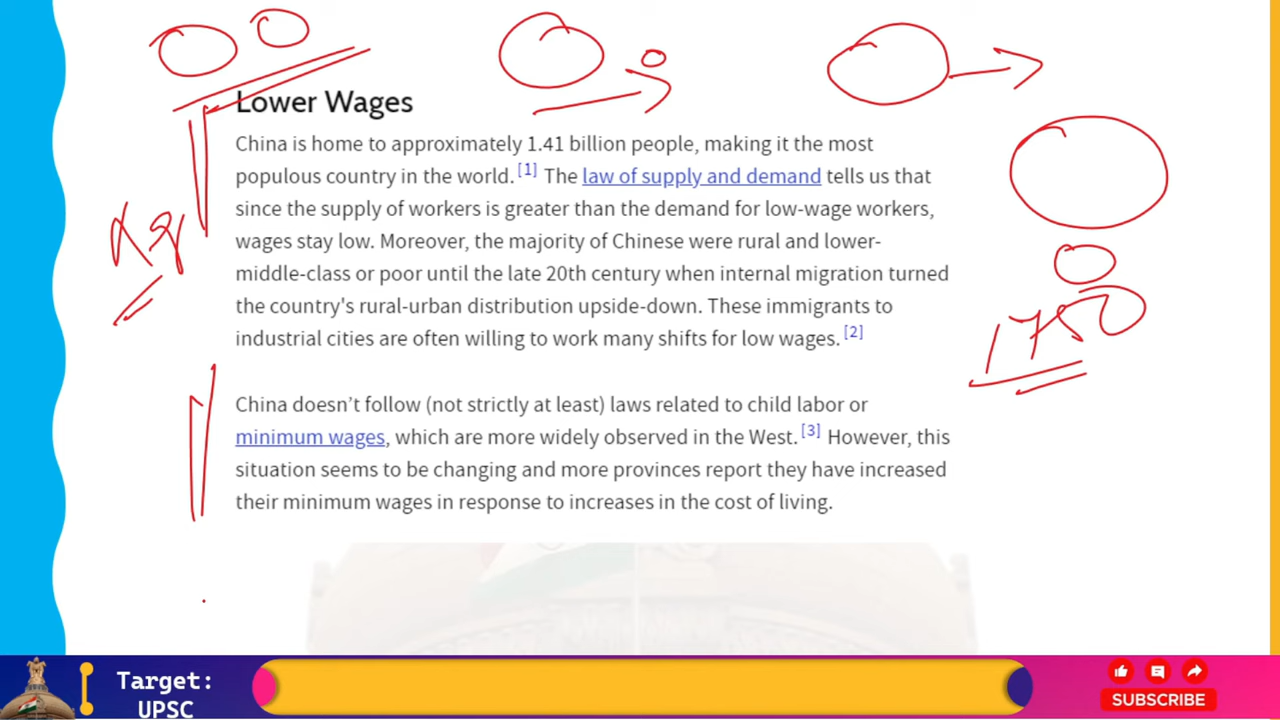 Lower Wages
China is home to approximately 1.41 billion people, making it the most
populous country in the world.[1] The law of supply and demand tells us that
since the supply of workers is greater than the demand for low-wage workers,
wages stay low. Moreover, the majority of Chinese were rural and lower-
middle-class or poor until the late 20th century when internal migration turned
the country's rural-urban distribution upside-down. These immigrants to
industrial cities are often willing to work many shifts for low wages.[2]
1750
China doesn’t follow (not strictly at least) laws related to child labor or
minimum wages, which are more widely observed in the West.[3] However, this
situation seems to be changing and more provinces report they have increased
their minimum wages in response to increases in the cost of living.
Target:
UPSC
SUBSCRIBE